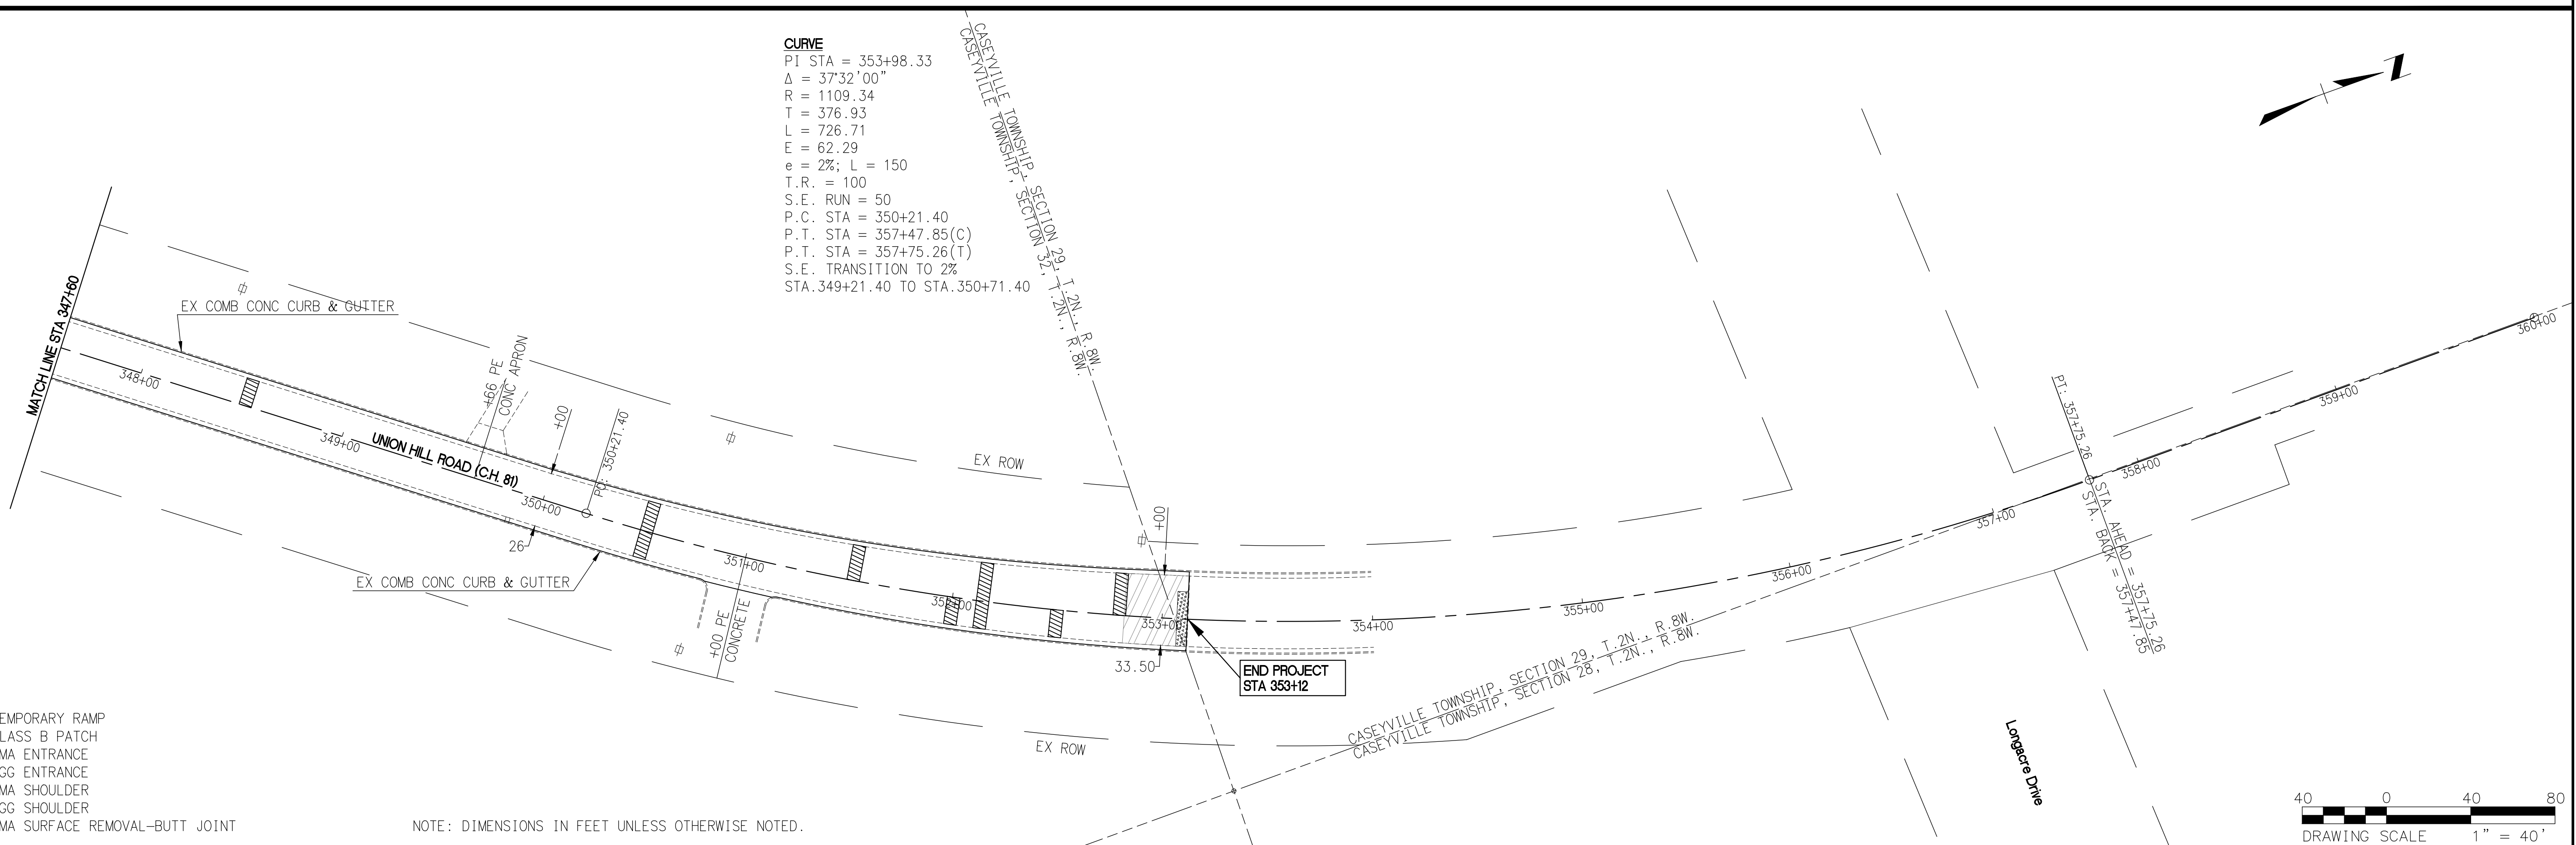 CURVE
PI STA = 353+98.33
Δ = 37°32'00"
R = 1109.34
T = 376.93
L = 726.71
E = 62.29
e = 2%; L = 150
T.R. = 100
S.E. RUN = 50
P.C. STA = 350+21.40
P.T. STA = 357+47.85(C)
P.T. STA = 357+75.26(T)
S.E. TRANSITION TO 2%
STA.349+21.40 TO STA.350+71.40
CASEYVILLE TOWNSHIP, SECTION 29, T.2N., R.8W.
CASEYVILLE TOWNSHIP, SECTION 32, T.2N., R.8W.
Z
MATCH LINE STA 347+60
EX COMB CONC CURB & GUTTER
348+00
349+00
UNION HILL ROAD (C.H. 81)
+66 PE
CONC APRON
+00
PC: 350+21.40
350+00
26
EX COMB CONC CURB & GUTTER
351+00
+00 PE
CONCRETE
352+00
EX ROW
+00
353+00
33.50
END PROJECT
STA 353+12
EX ROW
354+00
355+00
356+00
357+00
PT: 357+75.26
STA. AHEAD = 357+75.26
STA. BACK = 357+47.85
358+00
359+00
360+00
CASEYVILLE TOWNSHIP, SECTION 29, T.2N., R.8W.
CASEYVILLE TOWNSHIP, SECTION 28, T.2N., R.8W.
Longacre Drive
EMPORARY RAMP
LASS B PATCH
MA ENTRANCE
GG ENTRANCE
MA SHOULDER
GG SHOULDER
MA SURFACE REMOVAL-BUTT JOINT
NOTE: DIMENSIONS IN FEET UNLESS OTHERWISE NOTED.
40 0 40 80
DRAWING SCALE 1" = 40'